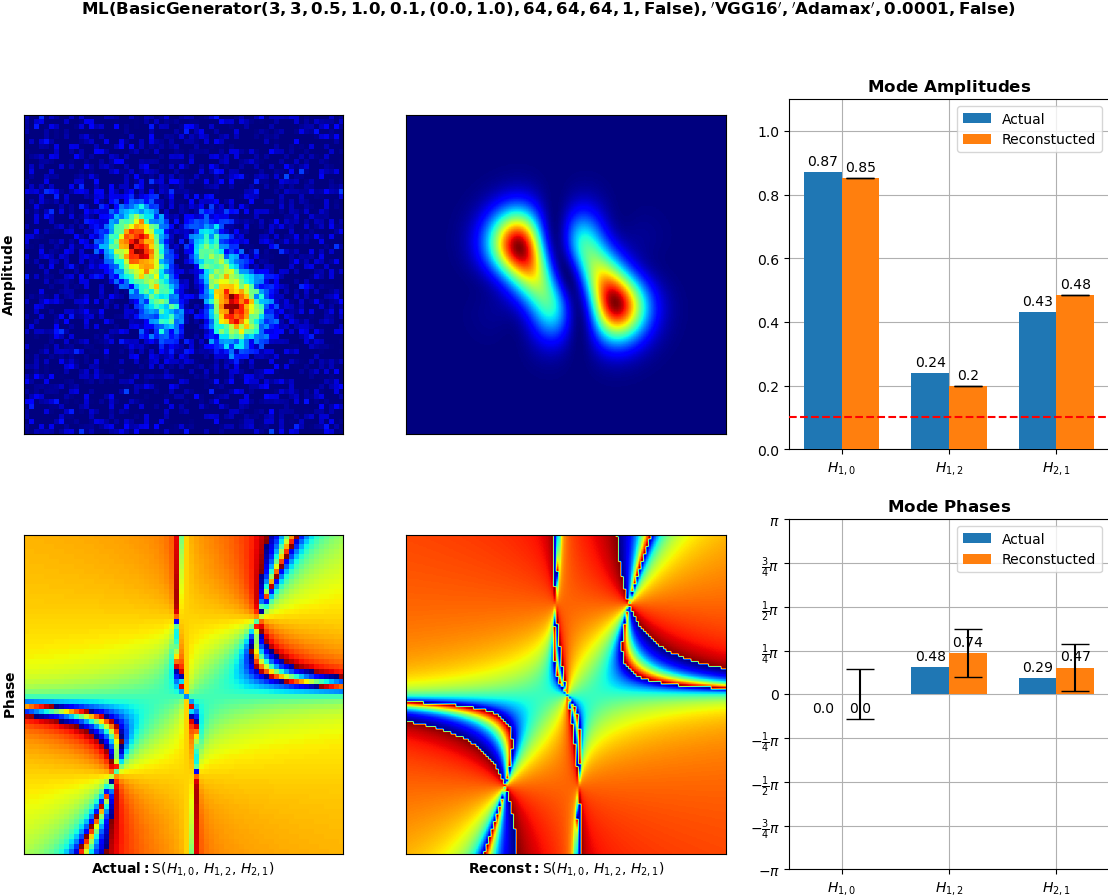 ML(BasicGenerator(3, 3, 0.5, 1.0, 0.1, (0.0, 1.0), 64, 64, 64, 1, False), ′VGG16′, ′Adamax′, 0.0001, False)
Amplitude
Mode Amplitudes
Actual
Reconstucted
1.0
0.8
0.6
0.4
0.2
0.0
0.87
0.85
0.24
0.2
0.43
0.48
H₁,₀
H₁,₂
H₂,₁
Phase
Actual: S(H₁,₀, H₁,₂, H₂,₁)
Reconst: S(H₁,₀, H₁,₂, H₂,₁)
Mode Phases
Actual
Reconstucted
π
¾π
½π
¼π
0
−¼π
−½π
−¾π
−π
0.0
0.0
0.48
0.74
0.29
0.47
H₁,₀
H₁,₂
H₂,₁